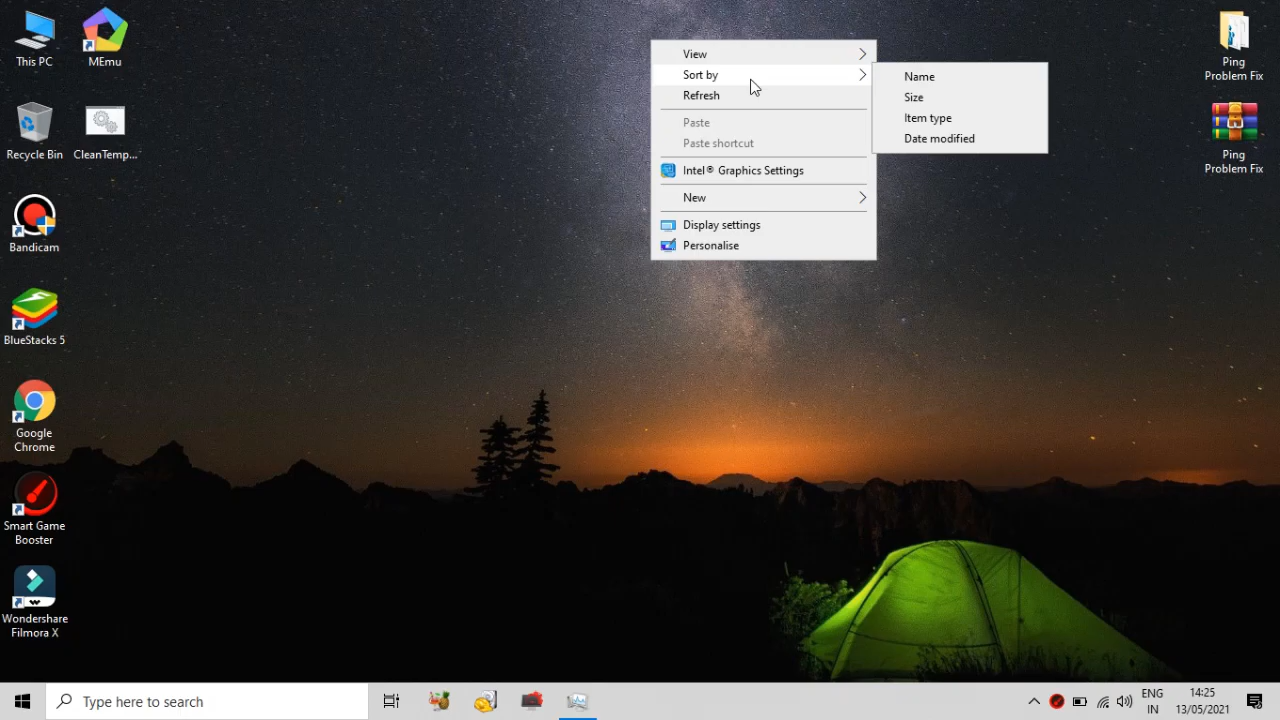 This PC
MEmu
Recycle Bin
CleanTemp...
Bandicam
BlueStacks 5
Google
Chrome
Smart Game
Booster
Wondershare
Filmora X
View
Sort by
Refresh
Paste
Paste shortcut
Intel® Graphics Settings
New
Display settings
Personalise
Name
Size
Item type
Date modified
Ping
Problem Fix
Ping
Problem Fix
Type here to search
ENG
IN
14:25
13/05/2021